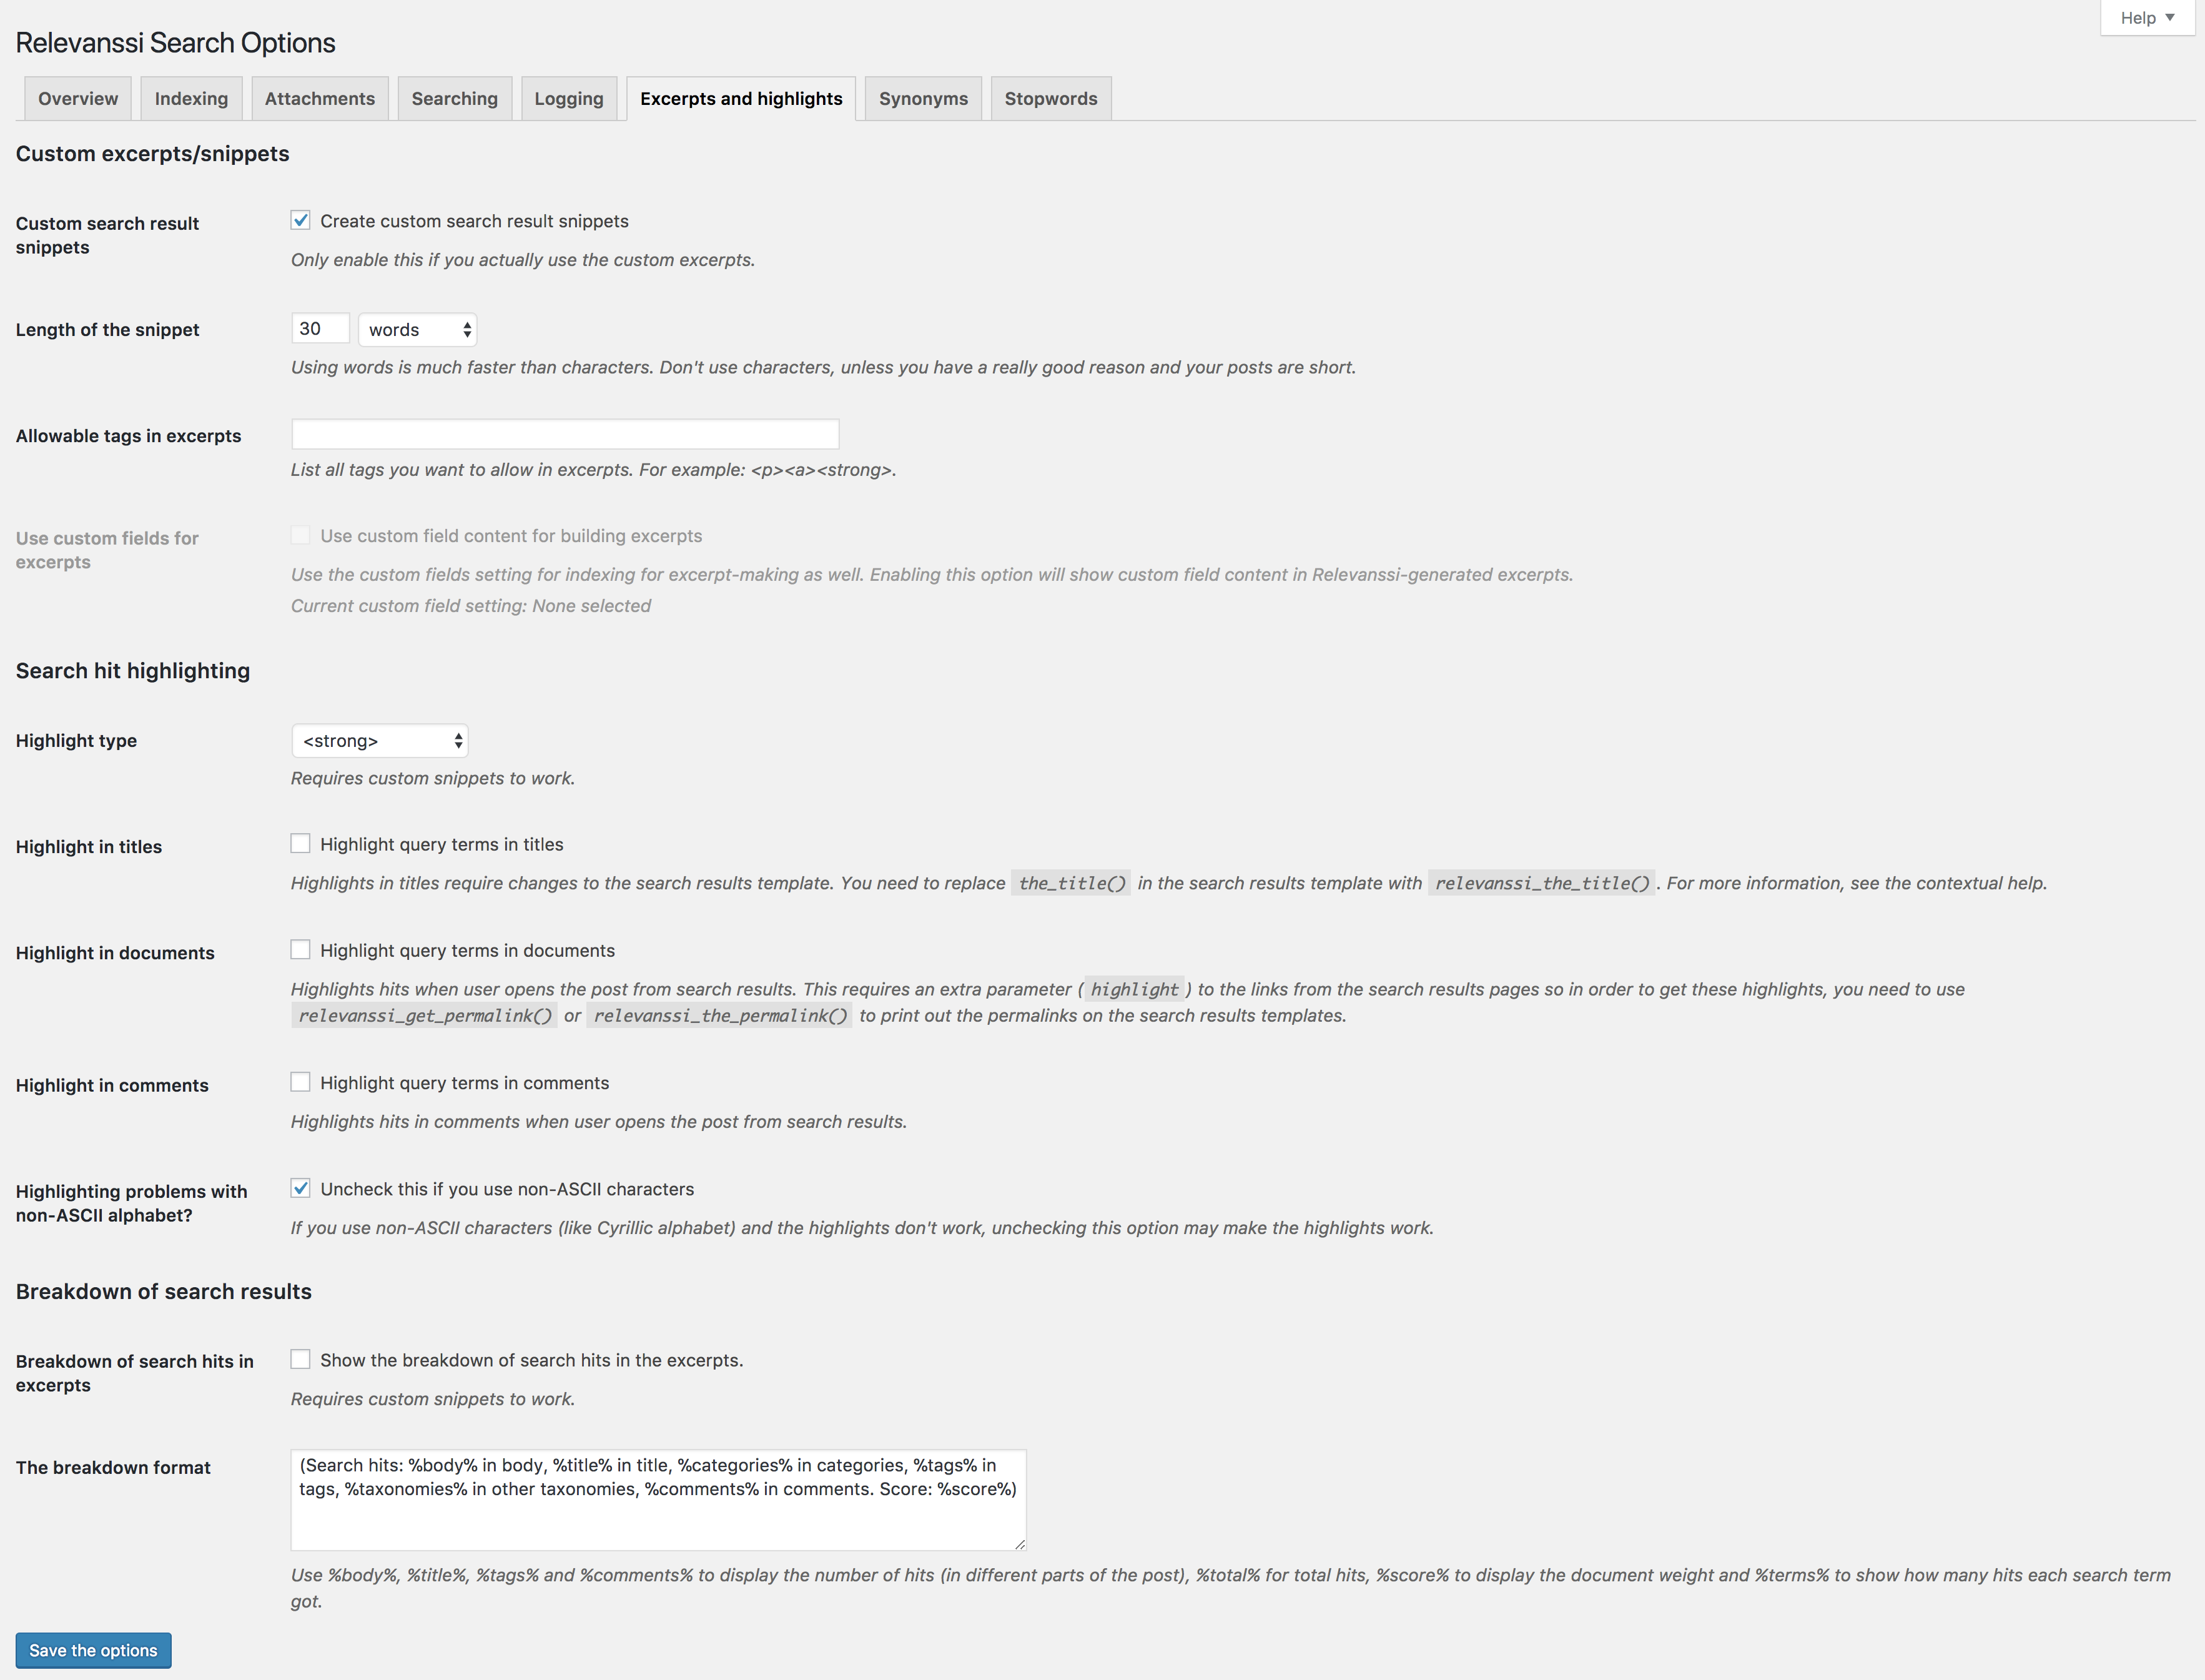 Help
Relevanssi Search Options
Overview Indexing Attachments Searching Logging Excerpts and highlights Synonyms Stopwords
Custom excerpts/snippets
Custom search result
snippets
Create custom search result snippets
Only enable this if you actually use the custom excerpts.
Length of the snippet
30 words
Using words is much faster than characters. Don't use characters, unless you have a really good reason and your posts are short.
Allowable tags in excerpts
List all tags you want to allow in excerpts. For example: <p><a><strong>.
Use custom fields for
excerpts
Use custom field content for building excerpts
Use the custom fields setting for indexing for excerpt-making as well. Enabling this option will show custom field content in Relevanssi-generated excerpts.
Current custom field setting: None selected
Search hit highlighting
Highlight type
<strong>
Requires custom snippets to work.
Highlight in titles
Highlight query terms in titles
Highlights in titles require changes to the search results template. You need to replace the_title() in the search results template with relevanssi_the_title() . For more information, see the contextual help.
Highlight in documents
Highlight query terms in documents
Highlights hits when user opens the post from search results. This requires an extra parameter ( highlight ) to the links from the search results pages so in order to get these highlights, you need to use
relevanssi_get_permalink() or relevanssi_the_permalink() to print out the permalinks on the search results templates.
Highlight in comments
Highlight query terms in comments
Highlights hits in comments when user opens the post from search results.
Highlighting problems with
non-ASCII alphabet?
Uncheck this if you use non-ASCII characters
If you use non-ASCII characters (like Cyrillic alphabet) and the highlights don't work, unchecking this option may make the highlights work.
Breakdown of search results
Breakdown of search hits in
excerpts
Show the breakdown of search hits in the excerpts.
Requires custom snippets to work.
The breakdown format
(Search hits: %body% in body, %title% in title, %categories% in categories, %tags% in
tags, %taxonomies% in other taxonomies, %comments% in comments. Score: %score%)
Use %body%, %title%, %tags% and %comments% to display the number of hits (in different parts of the post), %total% for total hits, %score% to display the document weight and %terms% to show how many hits each search term
got.
Save the options